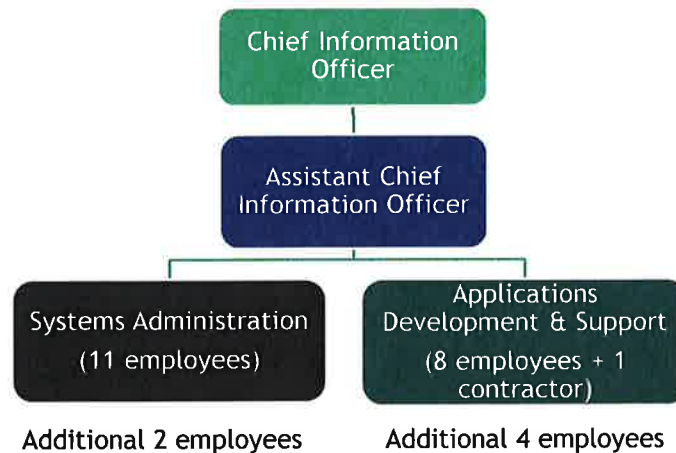 Chief Information
Officer
Assistant Chief
Information Officer
Systems Administration
(11 employees)
Applications
Development & Support
(8 employees + 1
contractor)
Additional 2 employees
Additional 4 employees